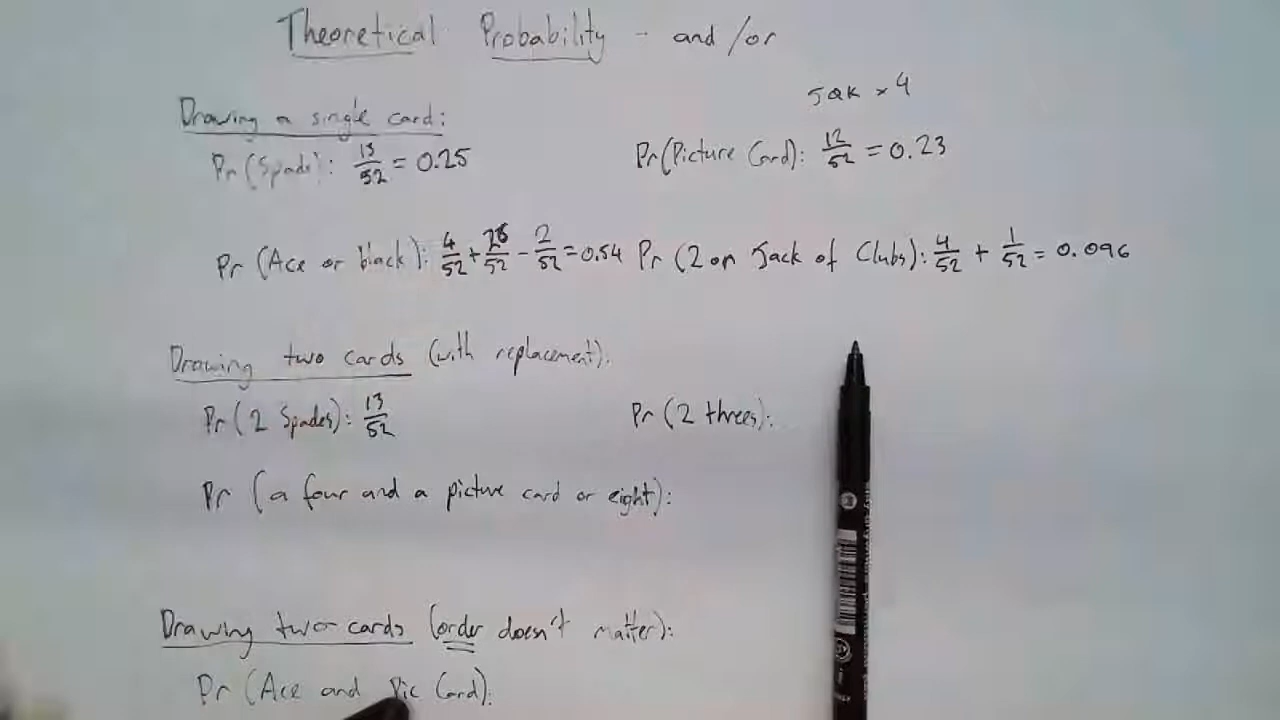 Theoretical Probability - and/or
JQK × 4
Drawing a single card:
Pr(Spade): 13/52 = 0.25
Pr(Picture Card): 12/52 = 0.23
Pr (Ace or black): 4/52 + 26/52 - 2/52 = 0.54
Pr (2 or Jack of Clubs): 4/52 + 1/52 = 0.096
Drawing two cards (with replacement):
Pr (2 Spades): 13/52
Pr (2 threes):
Pr (a four and a picture card or eight):
Drawing two cards (order doesn't matter):
Pr (Ace and Pic Card):